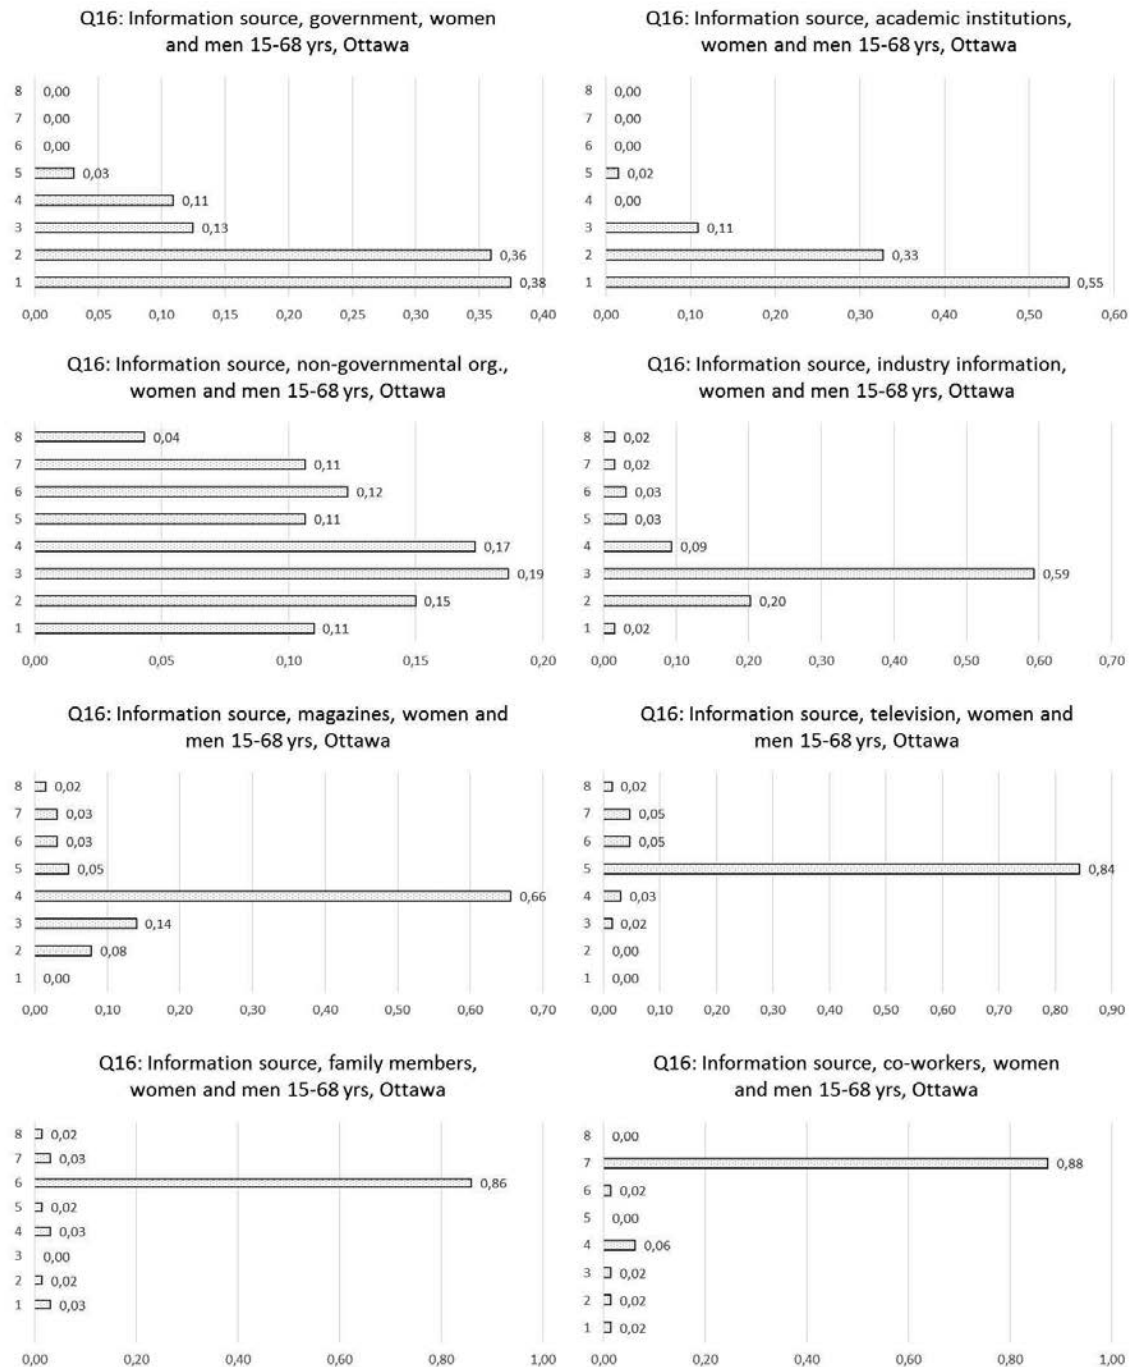 Q16: Information source, government, women
and men 15-68 yrs, Ottawa
8 0,00
7 0,00
6 0,00
5 0,03
4 0,11
3 0,13
2 0,36
1 0,38
0,00 0,05 0,10 0,15 0,20 0,25 0,30 0,35 0,40
Q16: Information source, academic institutions,
women and men 15-68 yrs, Ottawa
8 0,00
7 0,00
6 0,00
5 0,02
4 0,00
3 0,11
2 0,33
1 0,55
0,00 0,10 0,20 0,30 0,40 0,50 0,60
Q16: Information source, non-governmental org.,
women and men 15-68 yrs, Ottawa
8 0,04
7 0,11
6 0,12
5 0,11
4 0,17
3 0,19
2 0,15
1 0,11
0,00 0,05 0,10 0,15 0,20
Q16: Information source, industry information,
women and men 15-68 yrs, Ottawa
8 0,02
7 0,02
6 0,03
5 0,03
4 0,09
3 0,59
2 0,20
1 0,02
0,00 0,10 0,20 0,30 0,40 0,50 0,60 0,70
Q16: Information source, magazines, women and
men 15-68 yrs, Ottawa
8 0,02
7 0,03
6 0,03
5 0,05
4 0,66
3 0,14
2 0,08
1 0,00
0,00 0,10 0,20 0,30 0,40 0,50 0,60 0,70
Q16: Information source, television, women and
men 15-68 yrs, Ottawa
8 0,02
7 0,05
6 0,05
5 0,84
4 0,03
3 0,02
2 0,00
1 0,00
0,00 0,10 0,20 0,30 0,40 0,50 0,60 0,70 0,80 0,90
Q16: Information source, family members,
women and men 15-68 yrs, Ottawa
8 0,02
7 0,03
6 0,86
5 0,02
4 0,03
3 0,00
2 0,02
1 0,03
0,00 0,20 0,40 0,60 0,80 1,00
Q16: Information source, co-workers, women
and men 15-68 yrs, Ottawa
8 0,00
7 0,88
6 0,02
5 0,00
4 0,06
3 0,02
2 0,02
1 0,02
0,00 0,20 0,40 0,60 0,80 1,00